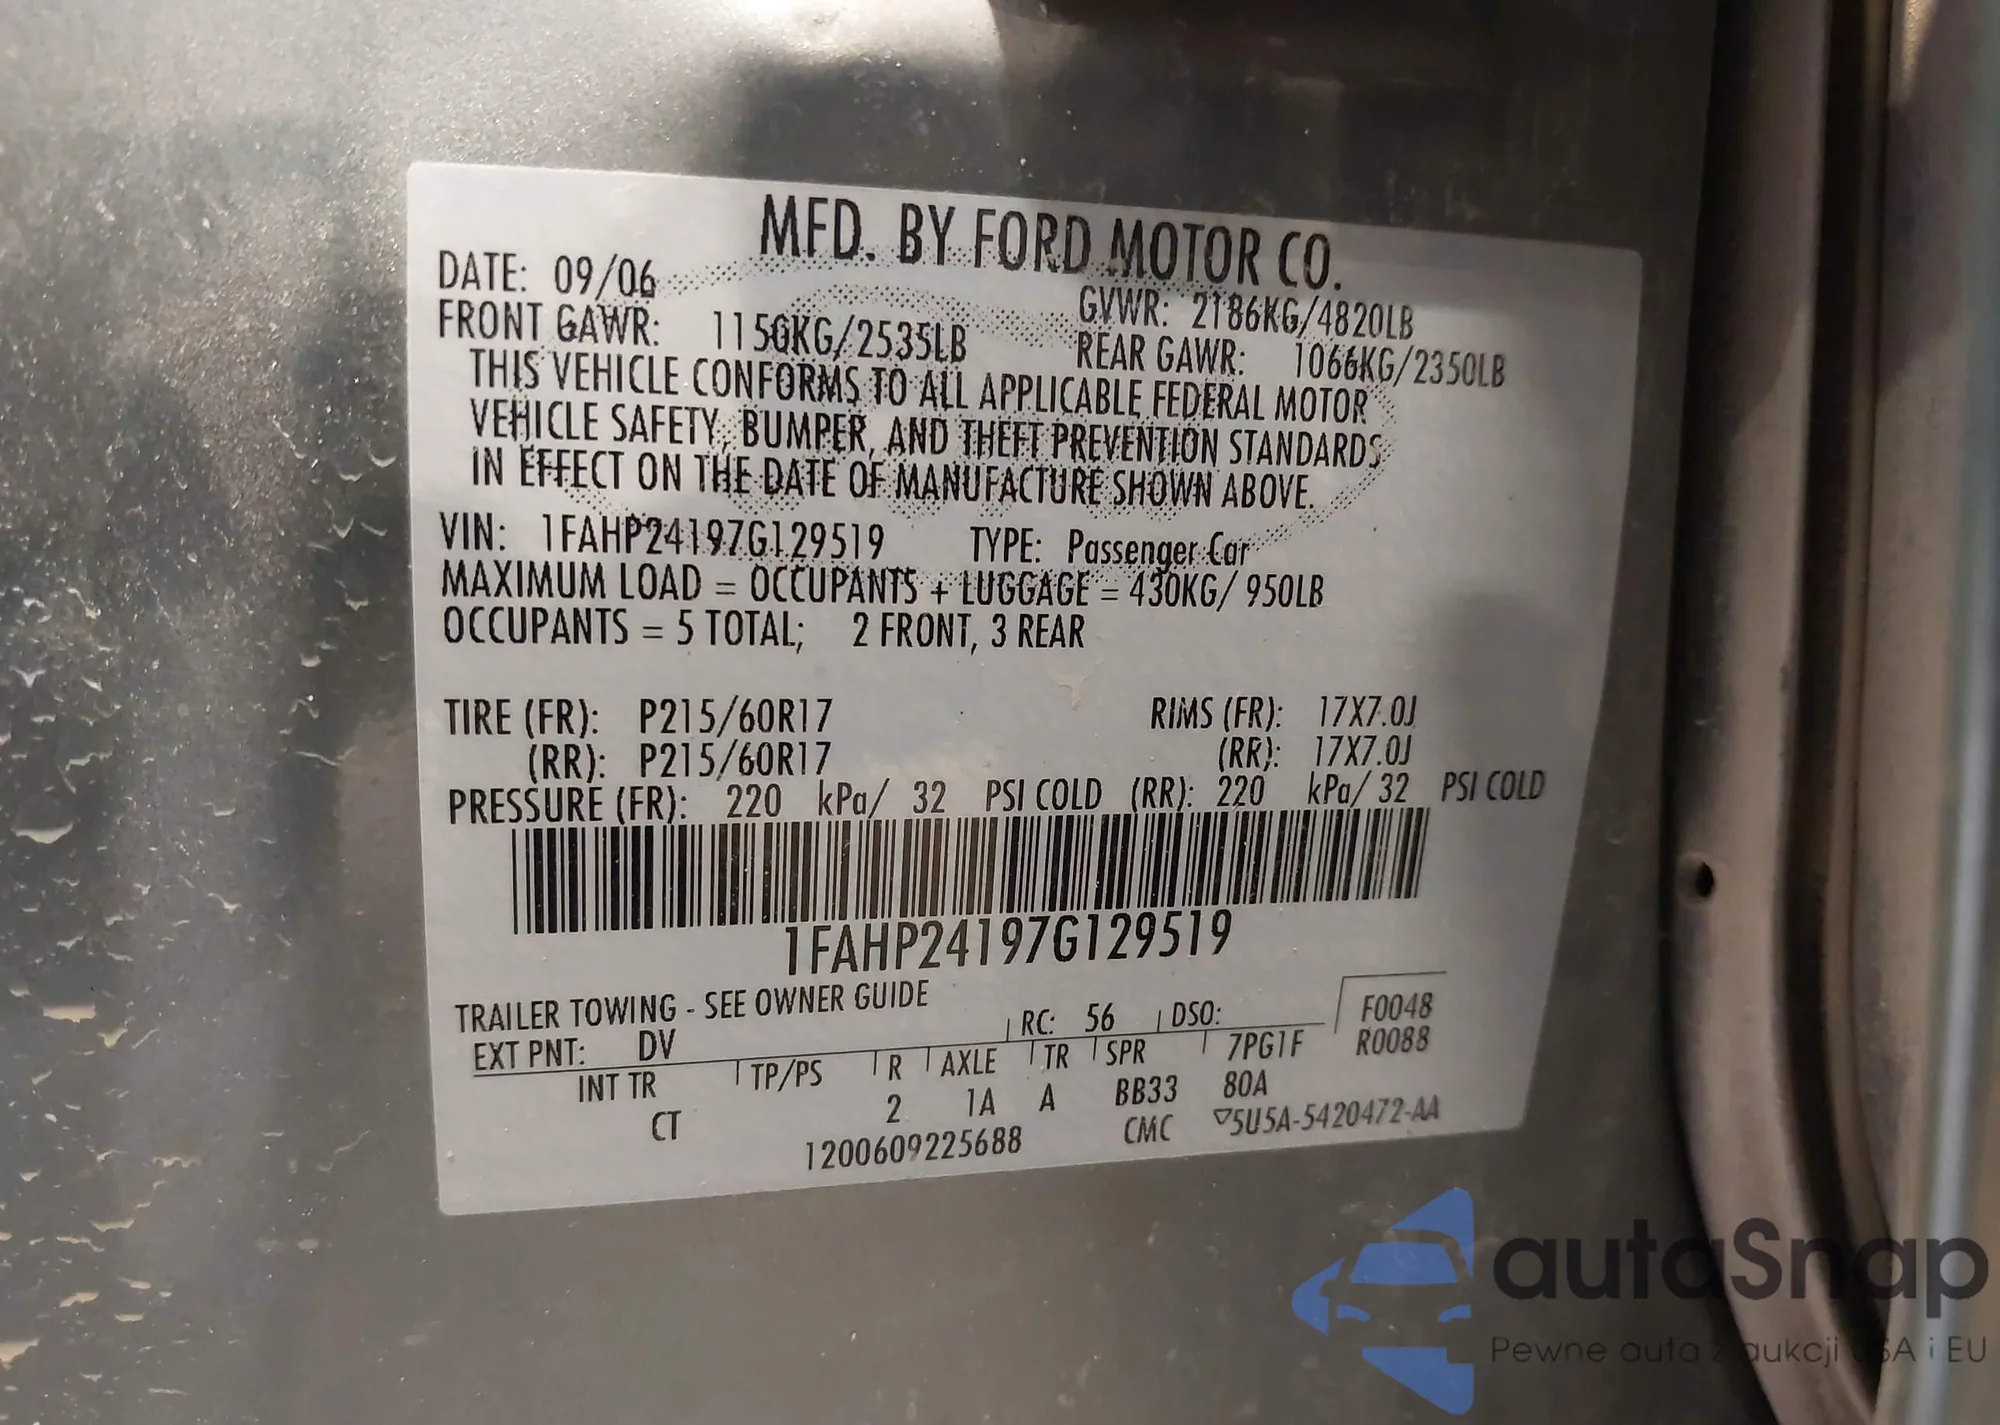 MFD. BY FORD MOTOR CO.
DATE: 09/06 GVWR: 2186KG/4820LB
FRONT GAWR: 1150KG/2535LB REAR GAWR: 1066KG/2350LB
THIS VEHICLE CONFORMS TO ALL APPLICABLE FEDERAL MOTOR
VEHICLE SAFETY, BUMPER, AND THEFT PREVENTION STANDARDS
IN EFFECT ON THE DATE OF MANUFACTURE SHOWN ABOVE.
VIN: 1FAHP24197G129519 TYPE: Passenger Car
MAXIMUM LOAD = OCCUPANTS + LUGGAGE = 430KG/ 950LB
OCCUPANTS = 5 TOTAL; 2 FRONT, 3 REAR
TIRE (FR): P215/60R17 RIMS (FR): 17X7.0J
(RR): P215/60R17 (RR): 17X7.0J
PRESSURE (FR): 220 kPa/ 32 PSI COLD (RR): 220 kPa/ 32 PSI COLD
1FAHP24197G129519
TRAILER TOWING - SEE OWNER GUIDE
EXT PNT: DV RC: 56 DSO: F0048
INT TR TP/PS R AXLE TR SPR 7PG1F R0088
CT 2 1A A BB33 80A
1200609225688 CMC ▽5U5A-5420472-AA
autoSnap
Pewne auta z aukcji USA i EU